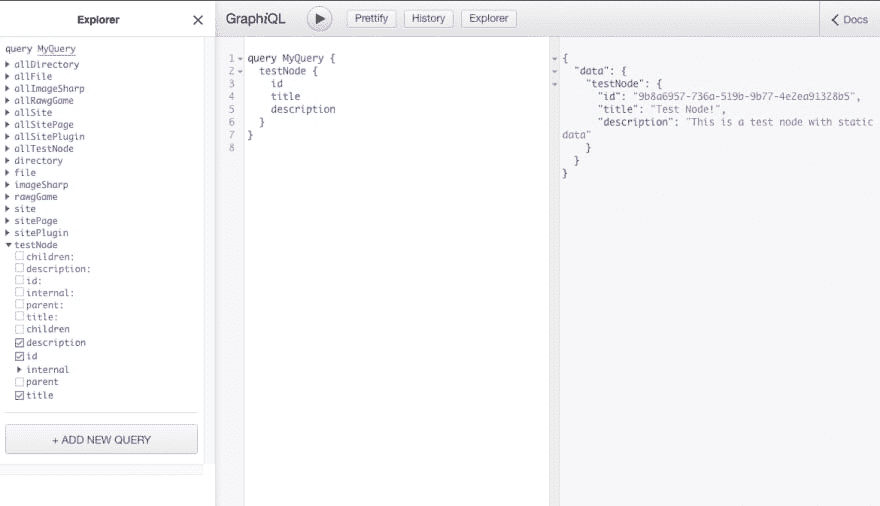 Explorer
query MyQuery
allDirectory
allFile
allImageSharp
allRawgGame
allSite
allSitePage
allSitePlugin
allTestNode
directory
file
imageSharp
rawgGame
site
sitePage
sitePlugin
testNode
children:
description:
id:
internal:
parent:
title:
children
description
id
internal
parent
title
+ ADD NEW QUERY
GraphiQL
Prettify
History
Explorer
Docs
1 query MyQuery {
2 testNode {
3 id
4 title
5 description
6 }
7 }
8
{
"data": {
"testNode": {
"id": "9b8a6957-736a-519b-9b77-4e2ea91328b5",
"title": "Test Node!",
"description": "This is a test node with static
data"
}
}
}